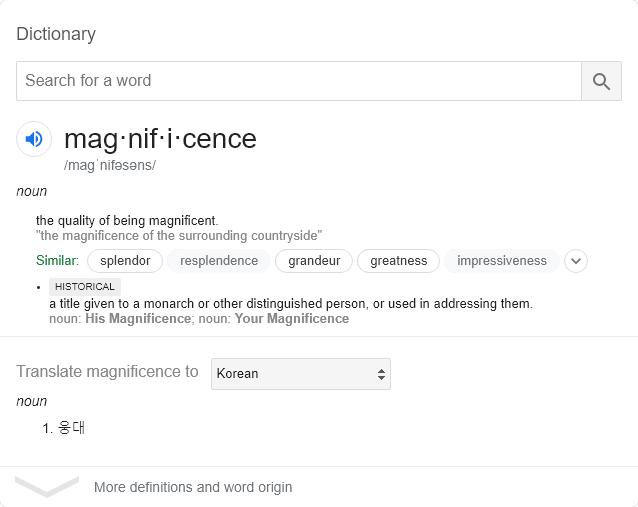 Dictionary
Search for a word
mag·nif·i·cence
/maɡˈnifəsəns/
noun
the quality of being magnificent.
"the magnificence of the surrounding countryside"
Similar: splendor resplendence grandeur greatness impressiveness
• HISTORICAL
a title given to a monarch or other distinguished person, or used in addressing them.
noun: His Magnificence; noun: Your Magnificence
Translate magnificence to Korean
noun
1. 웅대
More definitions and word origin